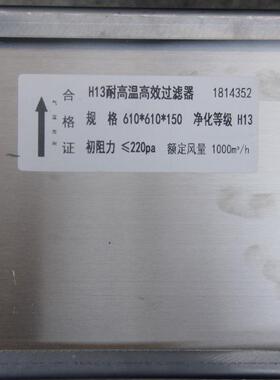 合格证
H13耐高温高效过滤器 1814352
规 格 610*610*150 净化等级 H13
初阻力 ≤220pa 额定风量 1000m³/h